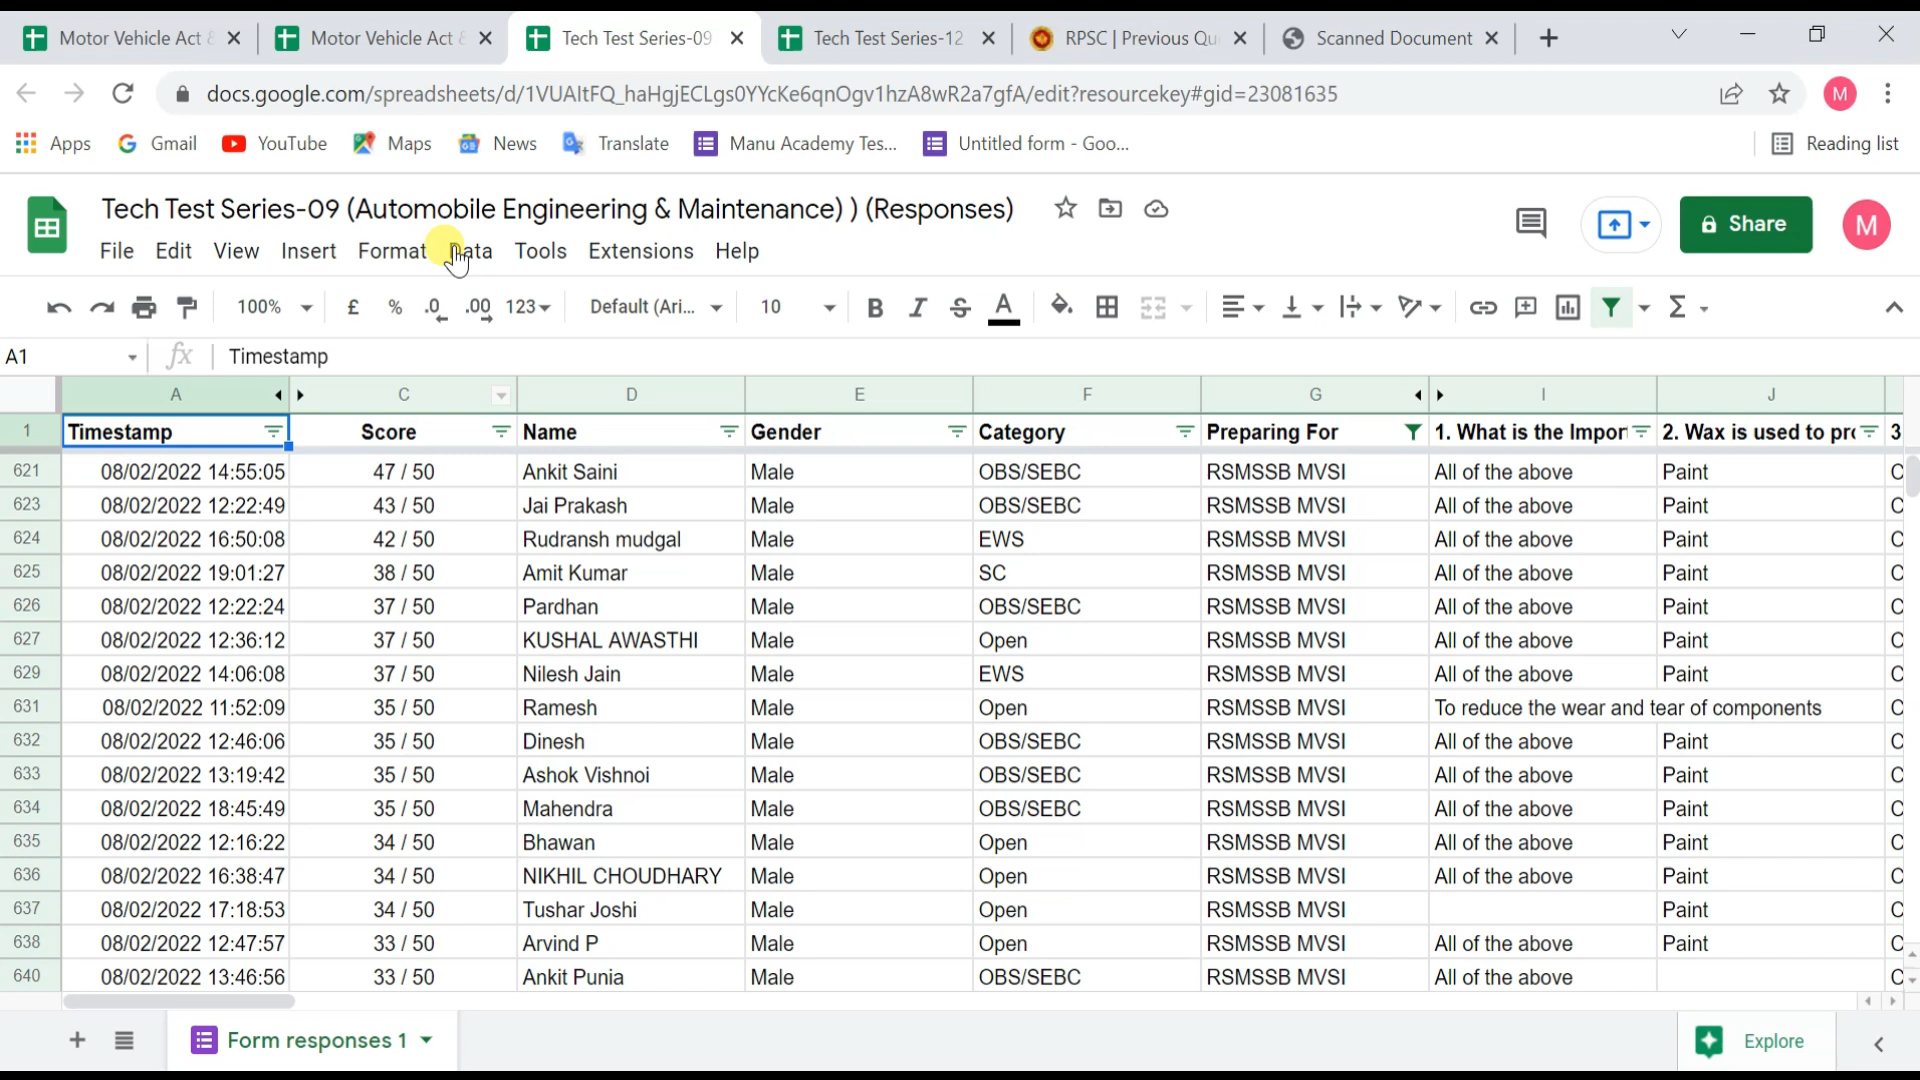 Motor Vehicle Act &
Motor Vehicle Act &
Tech Test Series-09
Tech Test Series-12
RPSC | Previous Qu
Scanned Document
docs.google.com/spreadsheets/d/1VUAItFQ_haHgjECLgs0YYcKe6qnOgv1hzA8wR2a7gfA/edit?resourcekey#gid=23081635
M
Apps
Gmail
YouTube
Maps
News
Translate
Manu Academy Tes...
Untitled form - Goo...
Reading list
Tech Test Series-09 (Automobile Engineering & Maintenance) ) (Responses)
Share
M
File Edit View Insert Format Data Tools Extensions Help
100% £ % .0 .00 123 Default (Ari... 10 B I S A Σ
A1 fx Timestamp
A C D E F G I J
1 Timestamp Score Name Gender Category Preparing For 1. What is the Impor 2. Wax is used to pro 3
621 08/02/2022 14:55:05 47 / 50 Ankit Saini Male OBS/SEBC RSMSSB MVSI All of the above Paint C
623 08/02/2022 12:22:49 43 / 50 Jai Prakash Male OBS/SEBC RSMSSB MVSI All of the above Paint C
624 08/02/2022 16:50:08 42 / 50 Rudransh mudgal Male EWS RSMSSB MVSI All of the above Paint C
625 08/02/2022 19:01:27 38 / 50 Amit Kumar Male SC RSMSSB MVSI All of the above Paint C
626 08/02/2022 12:22:24 37 / 50 Pardhan Male OBS/SEBC RSMSSB MVSI All of the above Paint C
627 08/02/2022 12:36:12 37 / 50 KUSHAL AWASTHI Male Open RSMSSB MVSI All of the above Paint C
629 08/02/2022 14:06:08 37 / 50 Nilesh Jain Male EWS RSMSSB MVSI All of the above Paint C
631 08/02/2022 11:52:09 35 / 50 Ramesh Male Open RSMSSB MVSI To reduce the wear and tear of components C
632 08/02/2022 12:46:06 35 / 50 Dinesh Male OBS/SEBC RSMSSB MVSI All of the above Paint C
633 08/02/2022 13:19:42 35 / 50 Ashok Vishnoi Male OBS/SEBC RSMSSB MVSI All of the above Paint C
634 08/02/2022 18:45:49 35 / 50 Mahendra Male OBS/SEBC RSMSSB MVSI All of the above Paint C
635 08/02/2022 12:16:22 34 / 50 Bhawan Male Open RSMSSB MVSI All of the above Paint C
636 08/02/2022 16:38:47 34 / 50 NIKHIL CHOUDHARY Male Open RSMSSB MVSI All of the above Paint C
637 08/02/2022 17:18:53 34 / 50 Tushar Joshi Male Open RSMSSB MVSI Paint C
638 08/02/2022 12:47:57 33 / 50 Arvind P Male Open RSMSSB MVSI All of the above Paint C
640 08/02/2022 13:46:56 33 / 50 Ankit Punia Male OBS/SEBC RSMSSB MVSI All of the above C
Form responses 1
Explore